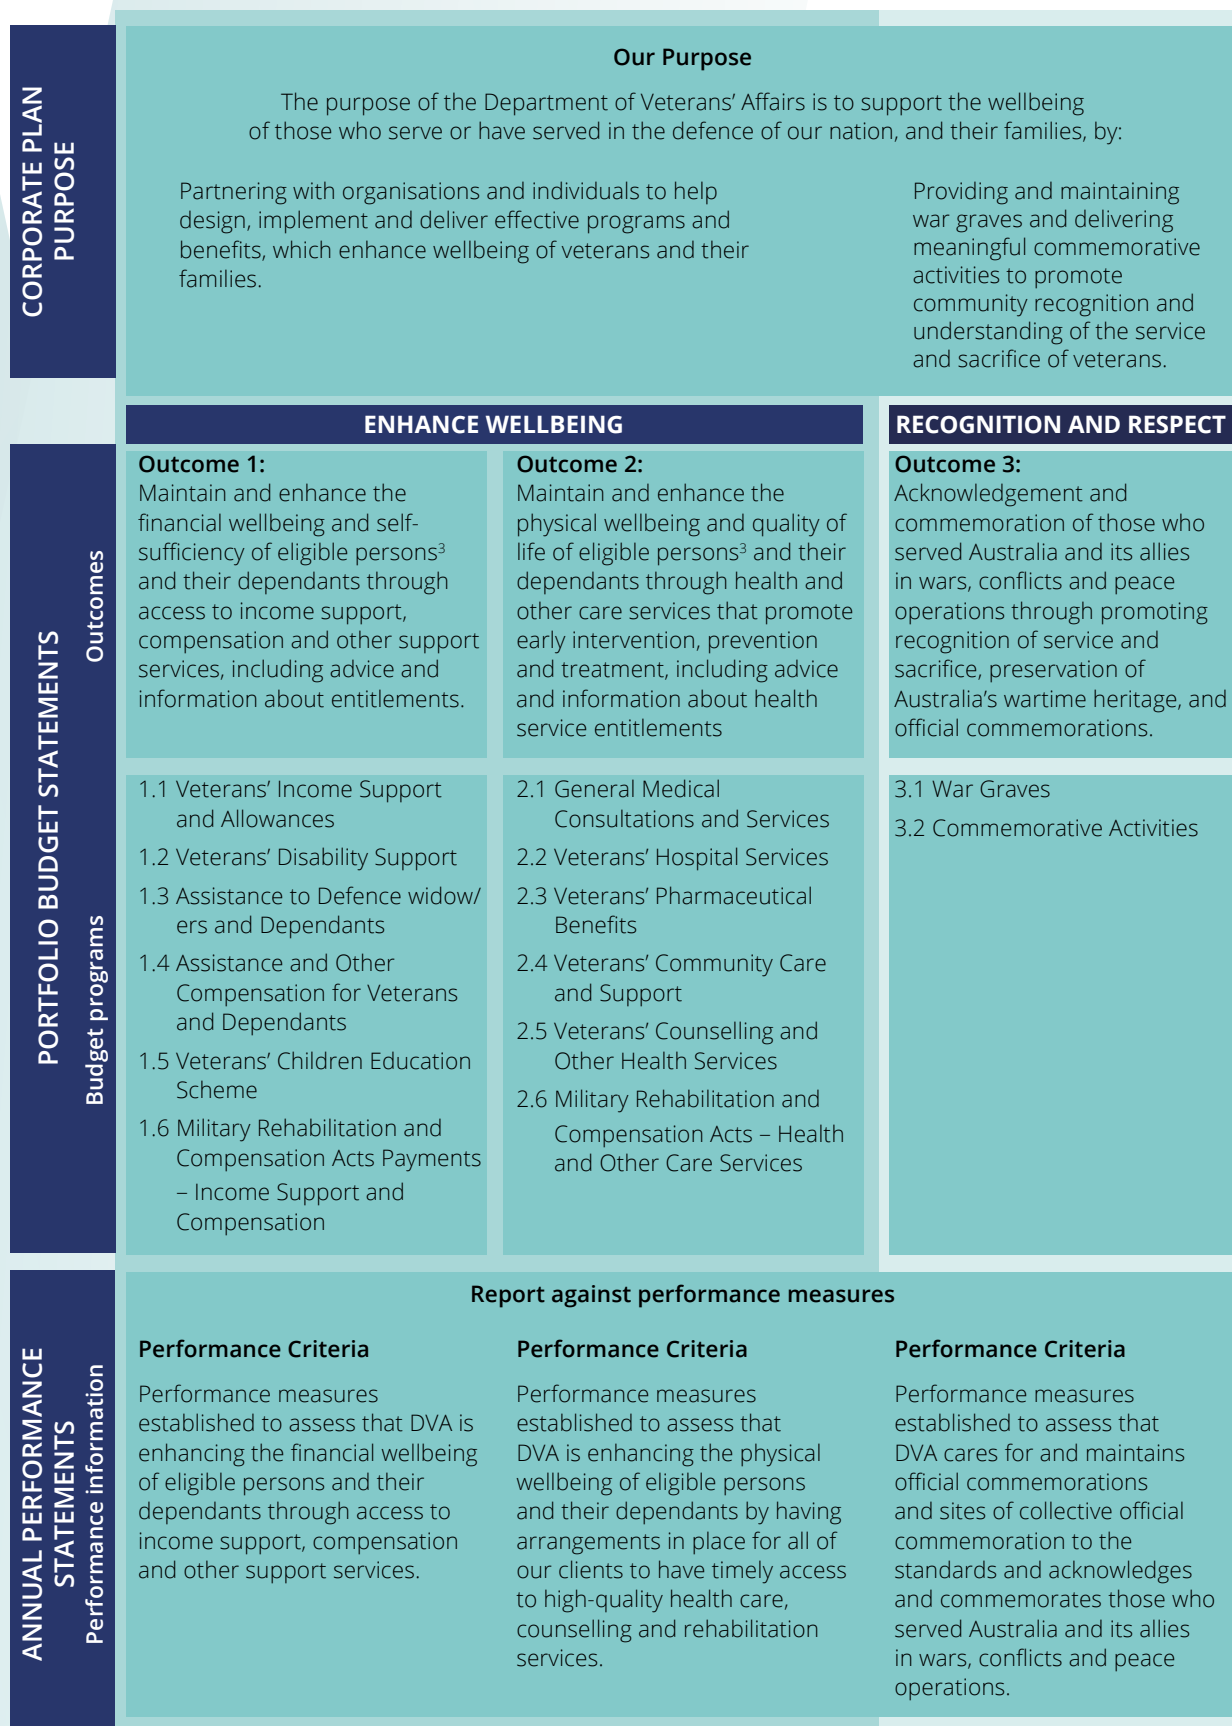 CORPORATE PLAN
PURPOSE
Our Purpose
The purpose of the Department of Veterans’ Affairs is to support the wellbeing
of those who serve or have served in the defence of our nation, and their families, by:
Partnering with organisations and individuals to help
design, implement and deliver effective programs and
benefits, which enhance wellbeing of veterans and their
families.
Providing and maintaining
war graves and delivering
meaningful commemorative
activities to promote
community recognition and
understanding of the service
and sacrifice of veterans.
ENHANCE WELLBEING
RECOGNITION AND RESPECT
PORTFOLIO BUDGET STATEMENTS
Outcomes
Outcome 1:
Maintain and enhance the
financial wellbeing and self-
sufficiency of eligible persons³
and their dependants through
access to income support,
compensation and other support
services, including advice and
information about entitlements.
Outcome 2:
Maintain and enhance the
physical wellbeing and quality of
life of eligible persons³ and their
dependants through health and
other care services that promote
early intervention, prevention
and treatment, including advice
and information about health
service entitlements
Outcome 3:
Acknowledgement and
commemoration of those who
served Australia and its allies
in wars, conflicts and peace
operations through promoting
recognition of service and
sacrifice, preservation of
Australia’s wartime heritage, and
official commemorations.
Budget programs
1.1 Veterans’ Income Support
and Allowances
1.2 Veterans’ Disability Support
1.3 Assistance to Defence widow/
ers and Dependants
1.4 Assistance and Other
Compensation for Veterans
and Dependants
1.5 Veterans’ Children Education
Scheme
1.6 Military Rehabilitation and
Compensation Acts Payments
– Income Support and
Compensation
2.1 General Medical
Consultations and Services
2.2 Veterans’ Hospital Services
2.3 Veterans’ Pharmaceutical
Benefits
2.4 Veterans’ Community Care
and Support
2.5 Veterans’ Counselling and
Other Health Services
2.6 Military Rehabilitation and
Compensation Acts – Health
and Other Care Services
3.1 War Graves
3.2 Commemorative Activities
ANNUAL PERFORMANCE
STATEMENTS
Performance information
Report against performance measures
Performance Criteria
Performance measures
established to assess that DVA is
enhancing the financial wellbeing
of eligible persons and their
dependants through access to
income support, compensation
and other support services.
Performance Criteria
Performance measures
established to assess that
DVA is enhancing the physical
wellbeing of eligible persons
and their dependants by having
arrangements in place for all of
our clients to have timely access
to high-quality health care,
counselling and rehabilitation
services.
Performance Criteria
Performance measures
established to assess that
DVA cares for and maintains
official commemorations
and sites of collective official
commemoration to the
standards and acknowledges
and commemorates those who
served Australia and its allies
in wars, conflicts and peace
operations.